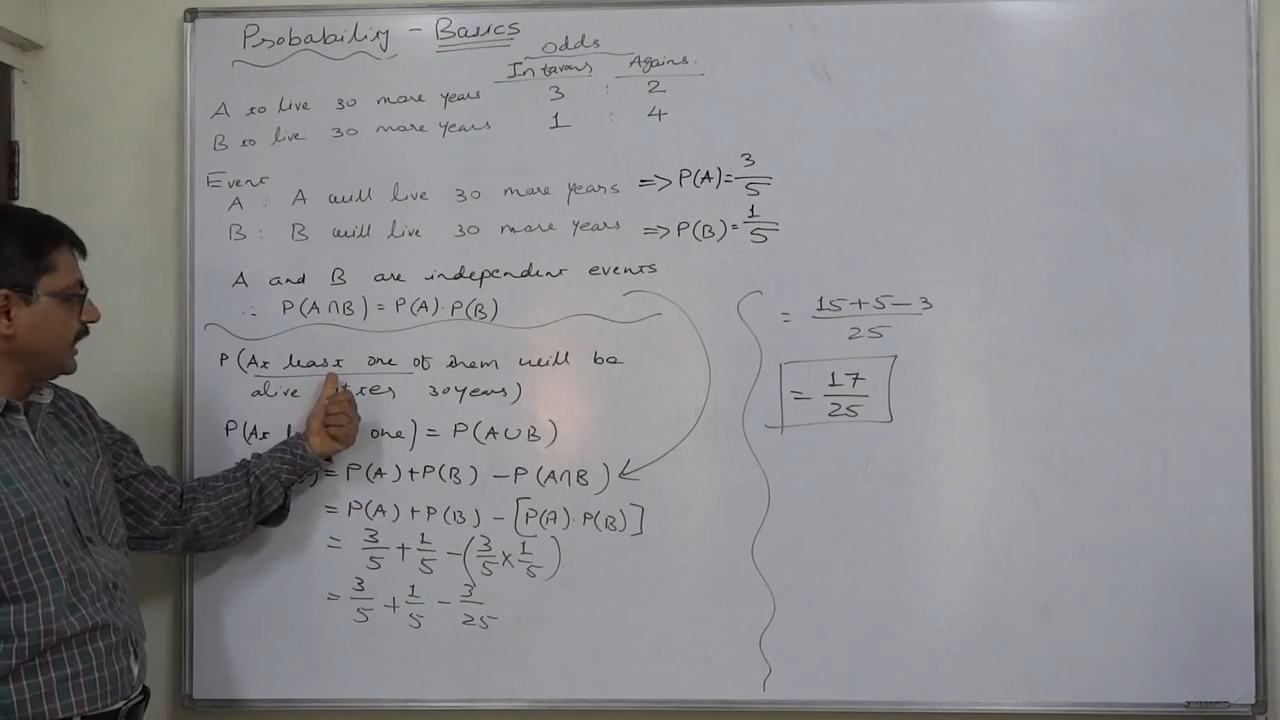 Probability - Basics
Odds
In favour Agains.
A to live 30 more years 3 : 2
B to live 30 more years 1 : 4
Event
A : A will live 30 more years => P(A) = 3/5
B : B will live 30 more years => P(B) = 1/5
A and B are independent events
∴ P(A∩B) = P(A)·P(B)
P(At least one of them will be
alive 30 years)
P(At one) = P(A∪B)
= P(A) + P(B) - P(A∩B)
= P(A) + P(B) - [P(A)·P(B)]
= 3/5 + 1/5 - (3/5 × 1/5)
= 3/5 + 1/5 - 3/25
= 15+5-3/25
= 17/25